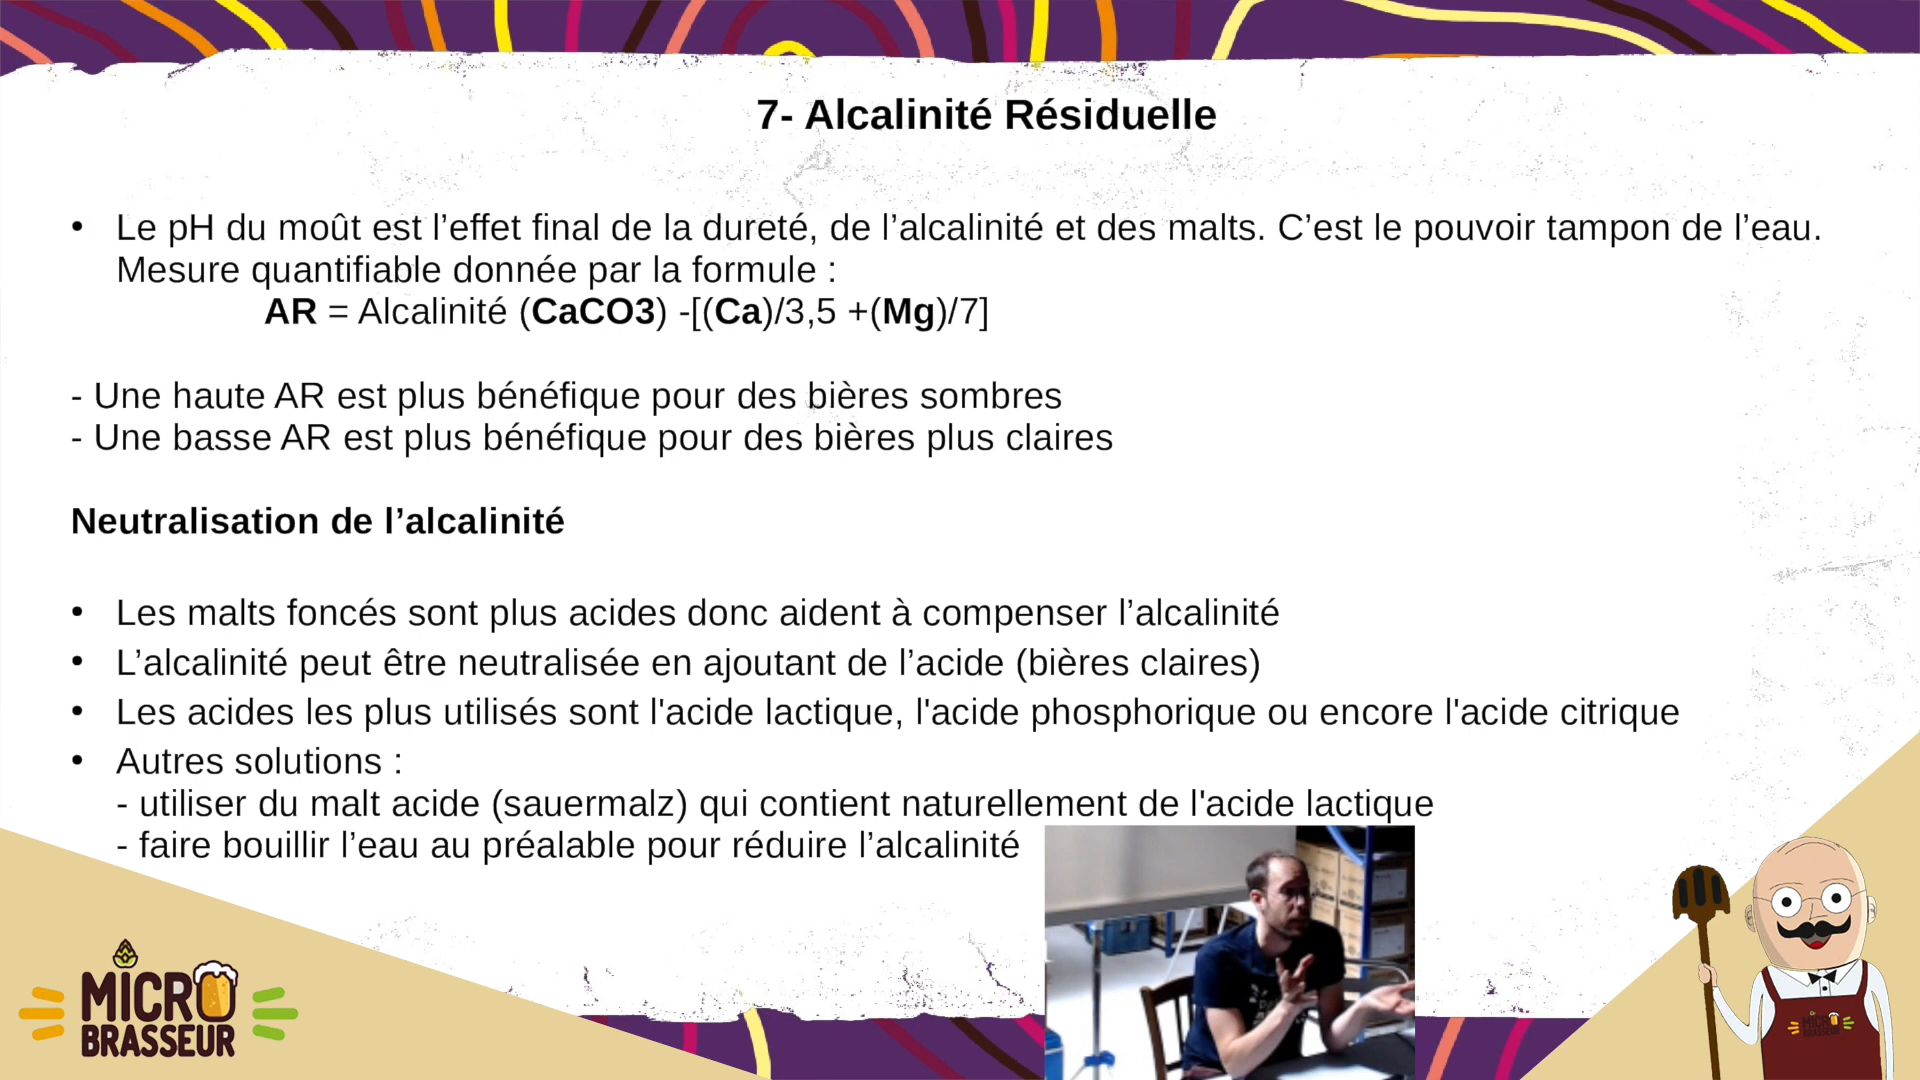 7- Alcalinité Résiduelle
• Le pH du moût est l’effet final de la dureté, de l’alcalinité et des malts. C’est le pouvoir tampon de l’eau.
Mesure quantifiable donnée par la formule :
AR = Alcalinité (CaCO3) -[(Ca)/3,5 +(Mg)/7]
- Une haute AR est plus bénéfique pour des bières sombres
- Une basse AR est plus bénéfique pour des bières plus claires
Neutralisation de l’alcalinité
• Les malts foncés sont plus acides donc aident à compenser l’alcalinité
• L’alcalinité peut être neutralisée en ajoutant de l’acide (bières claires)
• Les acides les plus utilisés sont l'acide lactique, l'acide phosphorique ou encore l'acide citrique
• Autres solutions :
- utiliser du malt acide (sauermalz) qui contient naturellement de l'acide lactique
- faire bouillir l’eau au préalable pour réduire l’alcalinité
MICRO
BRASSEUR
MICRO
BRASSEUR